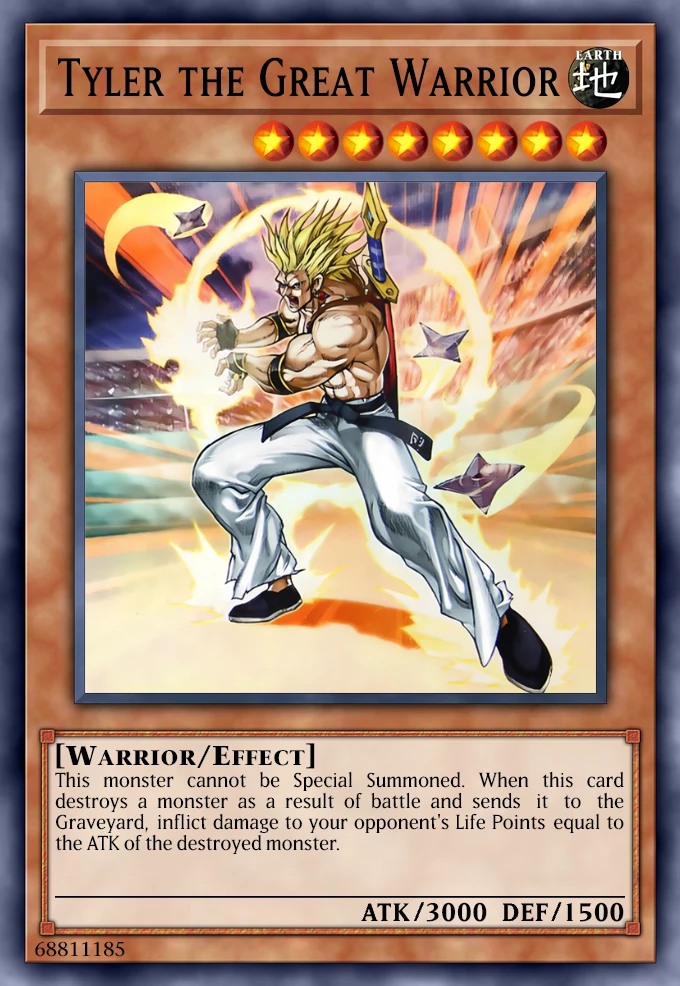 Tyler the Great Warrior
EARTH
地
[Warrior/Effect]
This monster cannot be Special Summoned. When this card
destroys a monster as a result of battle and sends it to the
Graveyard, inflict damage to your opponent's Life Points equal to
the ATK of the destroyed monster.
ATK/3000 DEF/1500
68811185